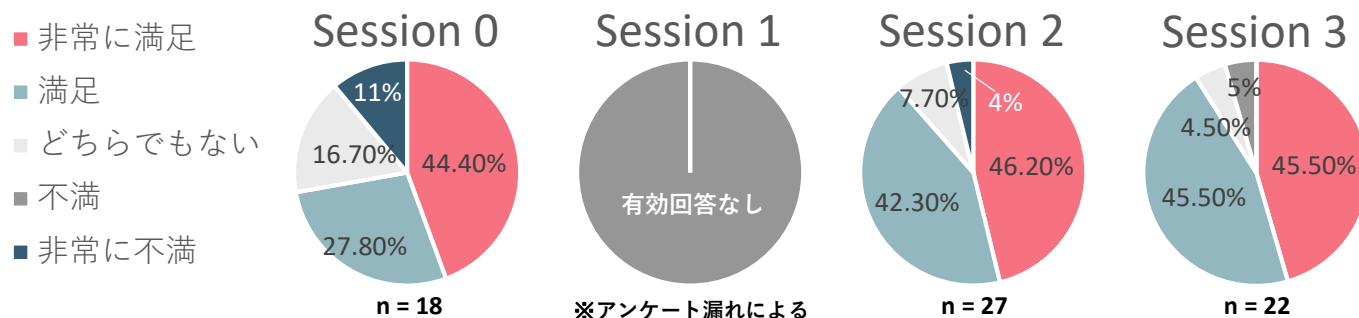 非常に満足
満足
どちらでもない
不満
非常に不満
Session 0
11%
16.70%
44.40%
27.80%
n = 18
Session 1
有効回答なし
※アンケート漏れによる
Session 2
7.70%
4%
46.20%
42.30%
n = 27
Session 3
5%
4.50%
45.50%
45.50%
n = 22